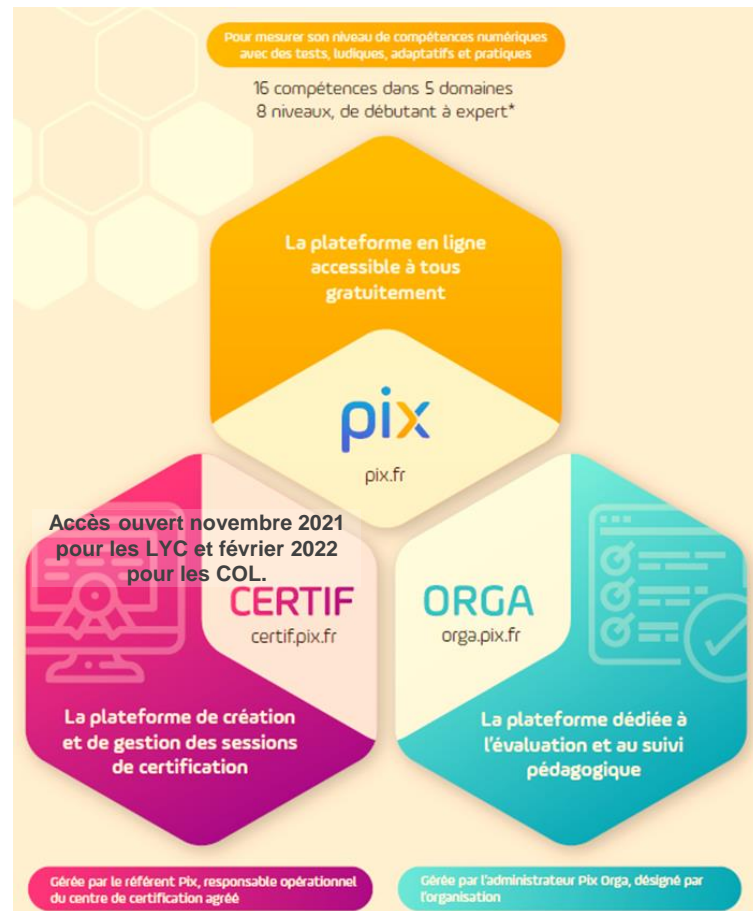 Pour mesurer son niveau de compétences numériques
avec des tests, ludiques, adaptatifs et pratiques
16 compétences dans 5 domaines
8 niveaux, de débutant à expert*
La plateforme en ligne
accessible à tous
gratuitement
pix
pix.fr
Accès ouvert novembre 2021
pour les LYC et février 2022
pour les COL.
CERTIF
certif.pix.fr
La plateforme de création
et de gestion des sessions
de certification
ORGA
orga.pix.fr
La plateforme dédiée à
l'évaluation et au suivi
pédagogique
Gérée par le référent Pix, responsable opérationnel
du centre de certification agréé
Gérée par l'administrateur Pix Orga, désigné par
l'organisation